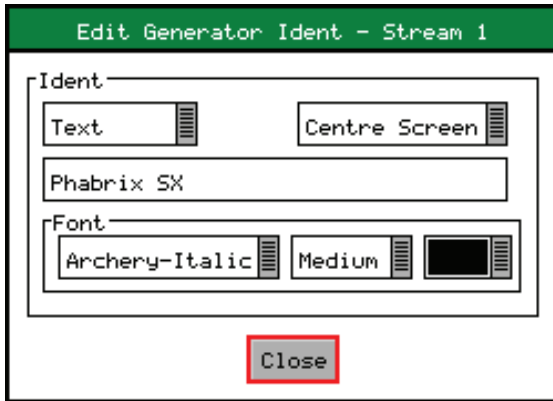 Edit Generator Ident - Stream 1
Ident
Text Centre Screen
Phabrix SX
Font
Archery-Italic Medium
Close